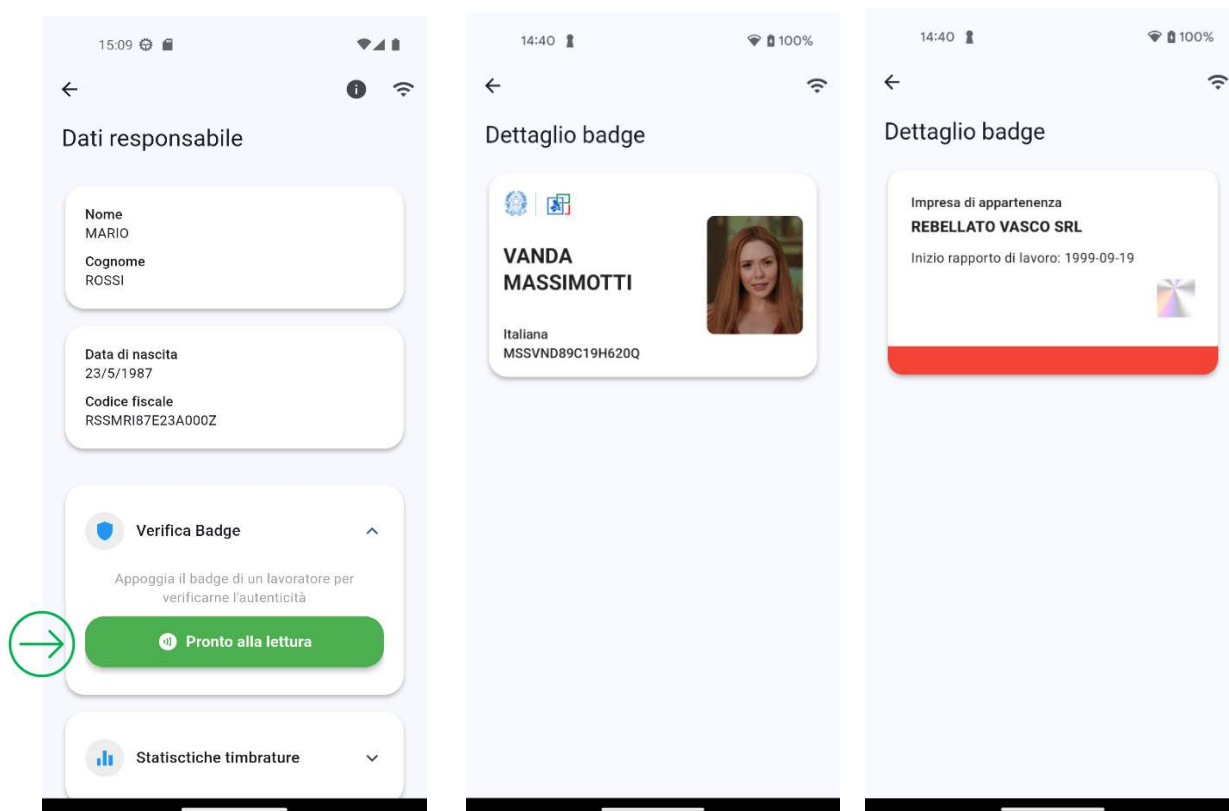 15:09
Dati responsabile
Nome
MARIO
Cognome
ROSSI
Data di nascita
23/5/1987
Codice fiscale
RSSMRI87E23A000Z
Verifica Badge
Appoggia il badge di un lavoratore per
verificarne l'autenticità
Pronto alla lettura
Statisctiche timbrature
14:40
100%
Dettaglio badge
VANDA
MASSIMOTTI
Italiana
MSSVND89C19H620Q
14:40
100%
Dettaglio badge
Impresa di appartenenza
REBELLATO VASCO SRL
Inizio rapporto di lavoro: 1999-09-19